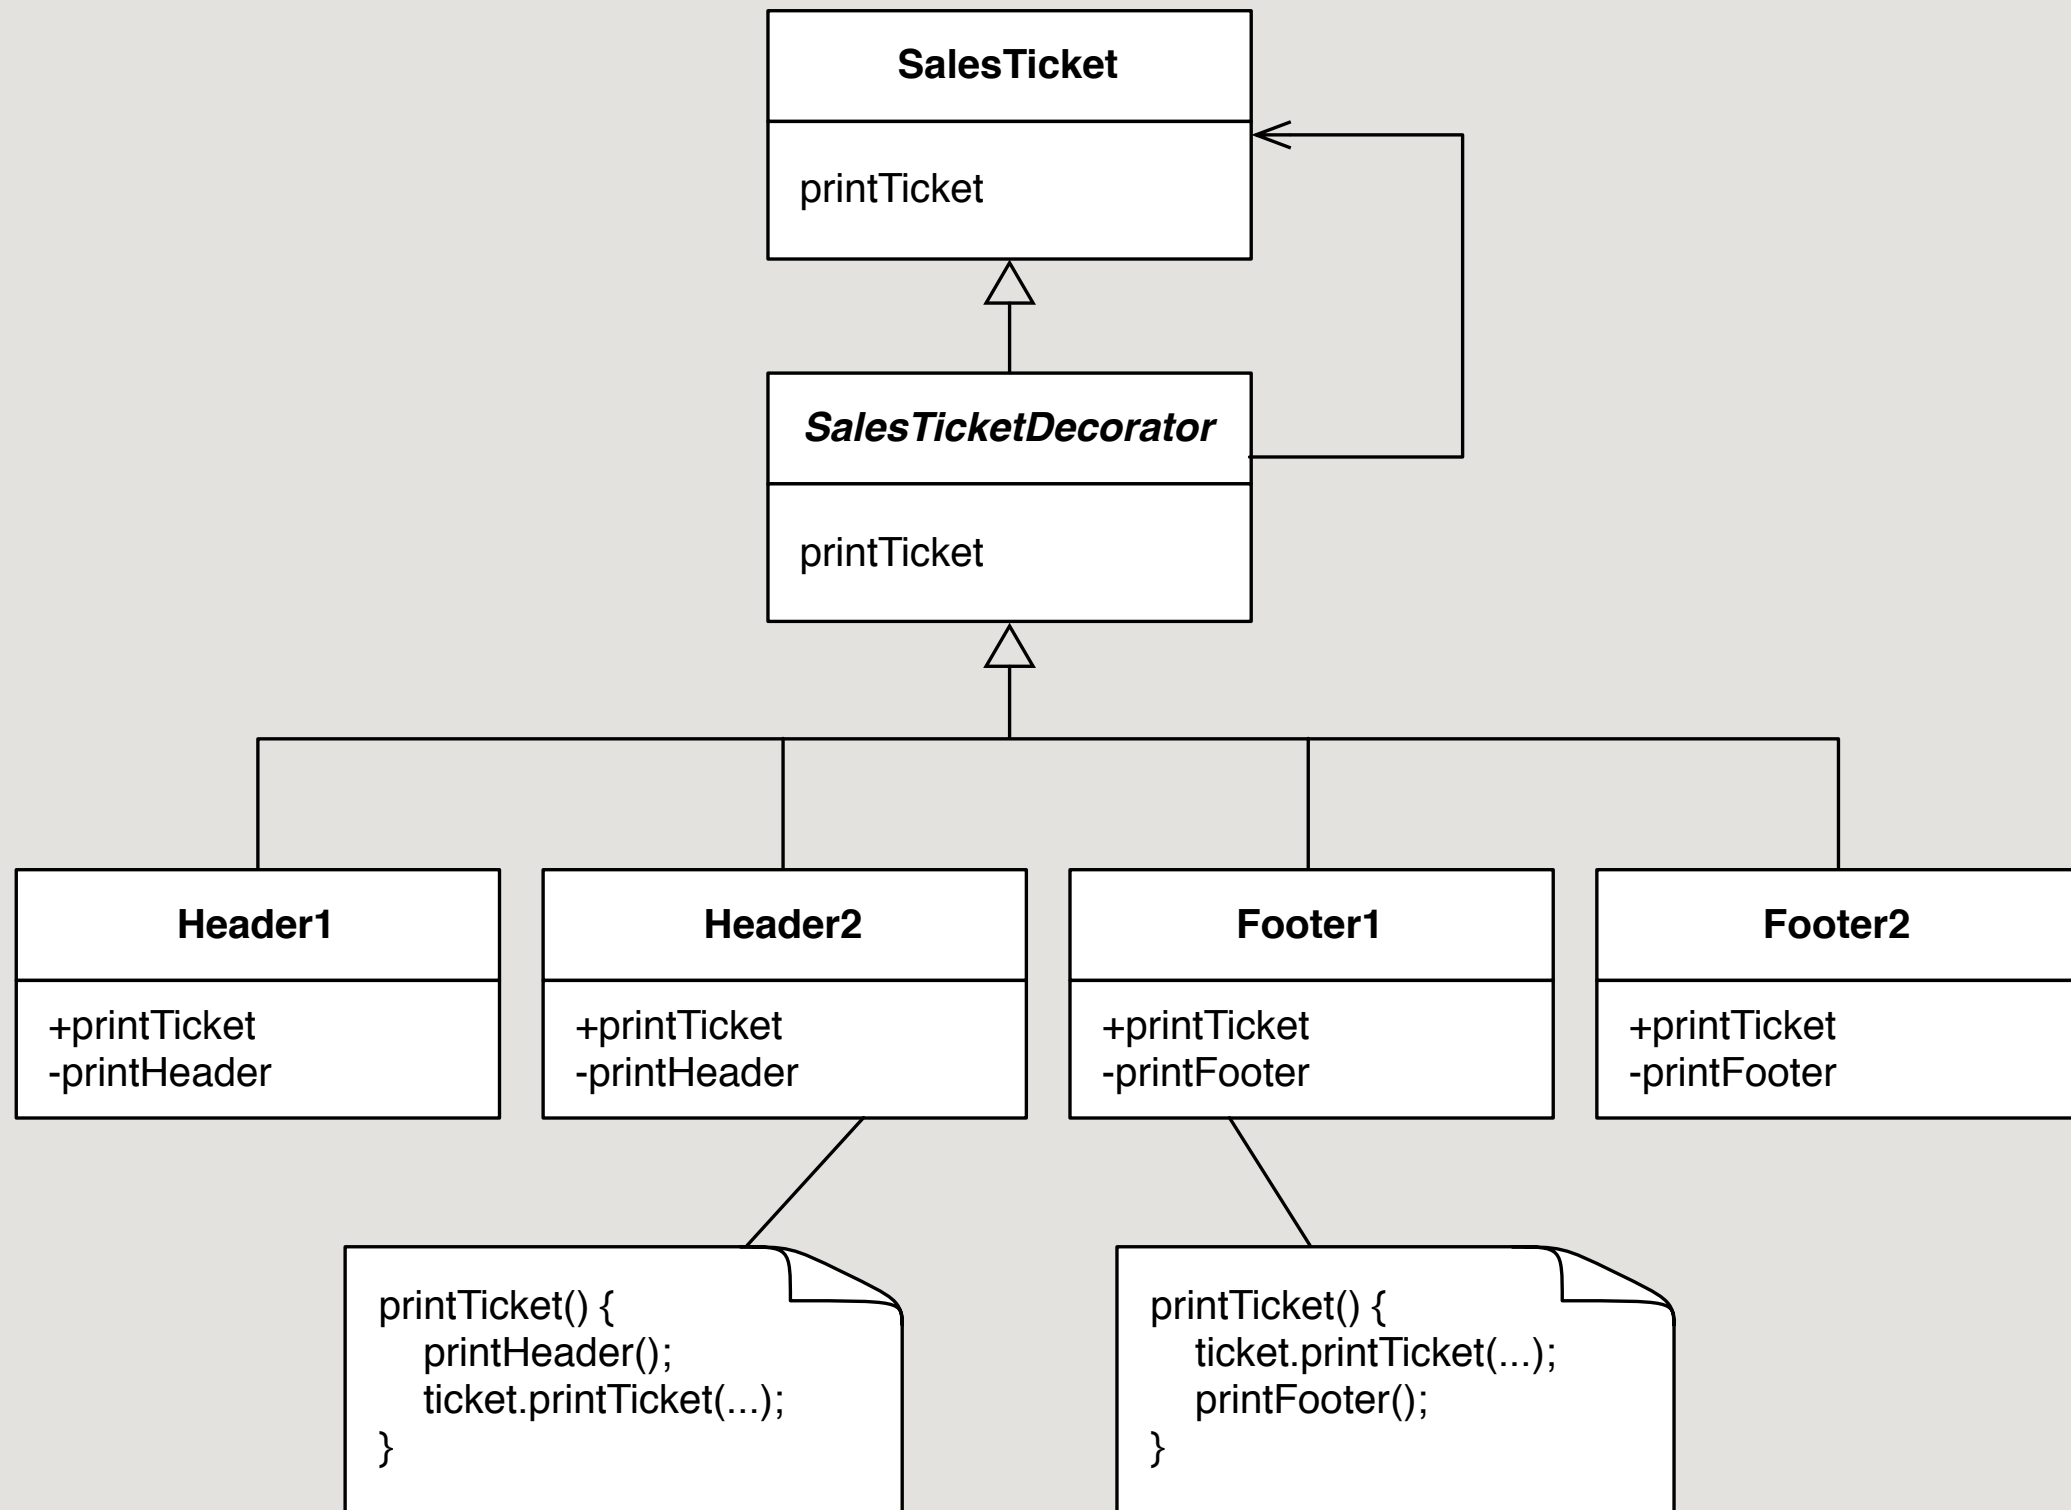 SalesTicket
printTicket
SalesTicketDecorator
printTicket
Header1
+printTicket
-printHeader
Header2
+printTicket
-printHeader
Footer1
+printTicket
-printFooter
Footer2
+printTicket
-printFooter
printTicket() {
printHeader();
ticket.printTicket(...);
}
printTicket() {
ticket.printTicket(...);
printFooter();
}